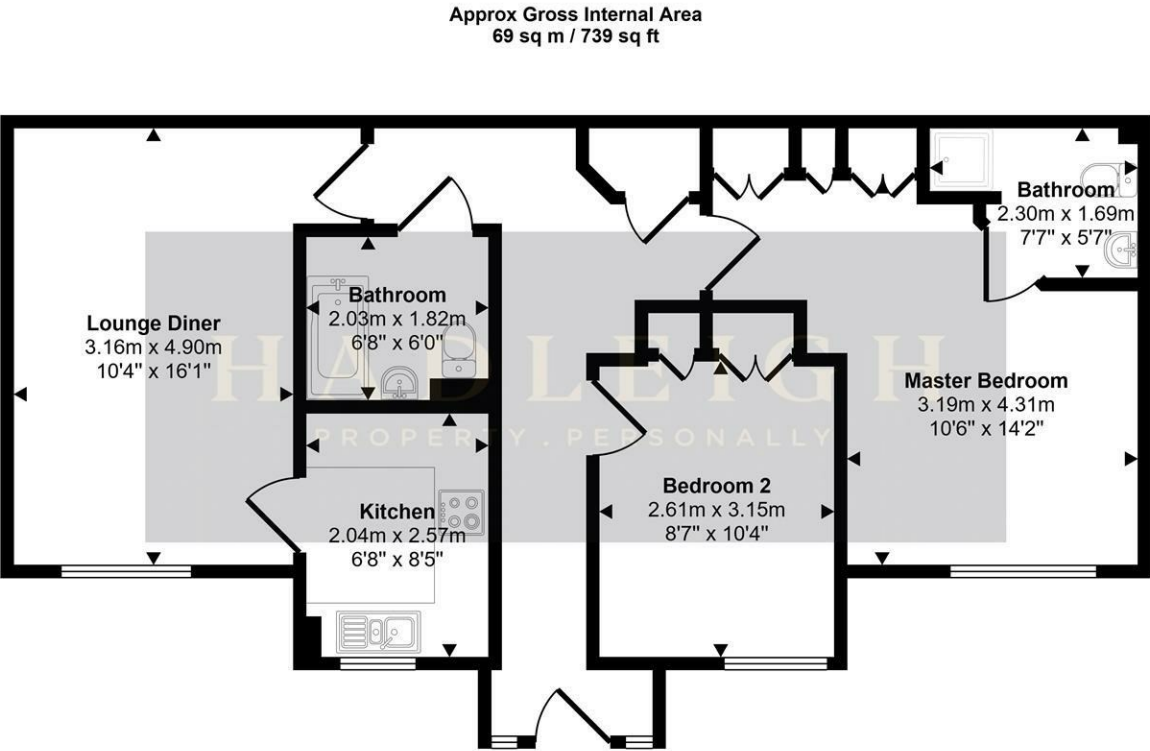 Approx Gross Internal Area
69 sq m / 739 sq ft
Lounge Diner
3.16m x 4.90m
10'4" x 16'1"
Bathroom
2.03m x 1.82m
6'8" x 6'0"
Kitchen
2.04m x 2.57m
6'8" x 8'5"
Bedroom 2
2.61m x 3.15m
8'7" x 10'4"
Master Bedroom
3.19m x 4.31m
10'6" x 14'2"
Bathroom
2.30m x 1.69m
7'7" x 5'7"
HADLEIGH
PROPERTY . PERSONALLY